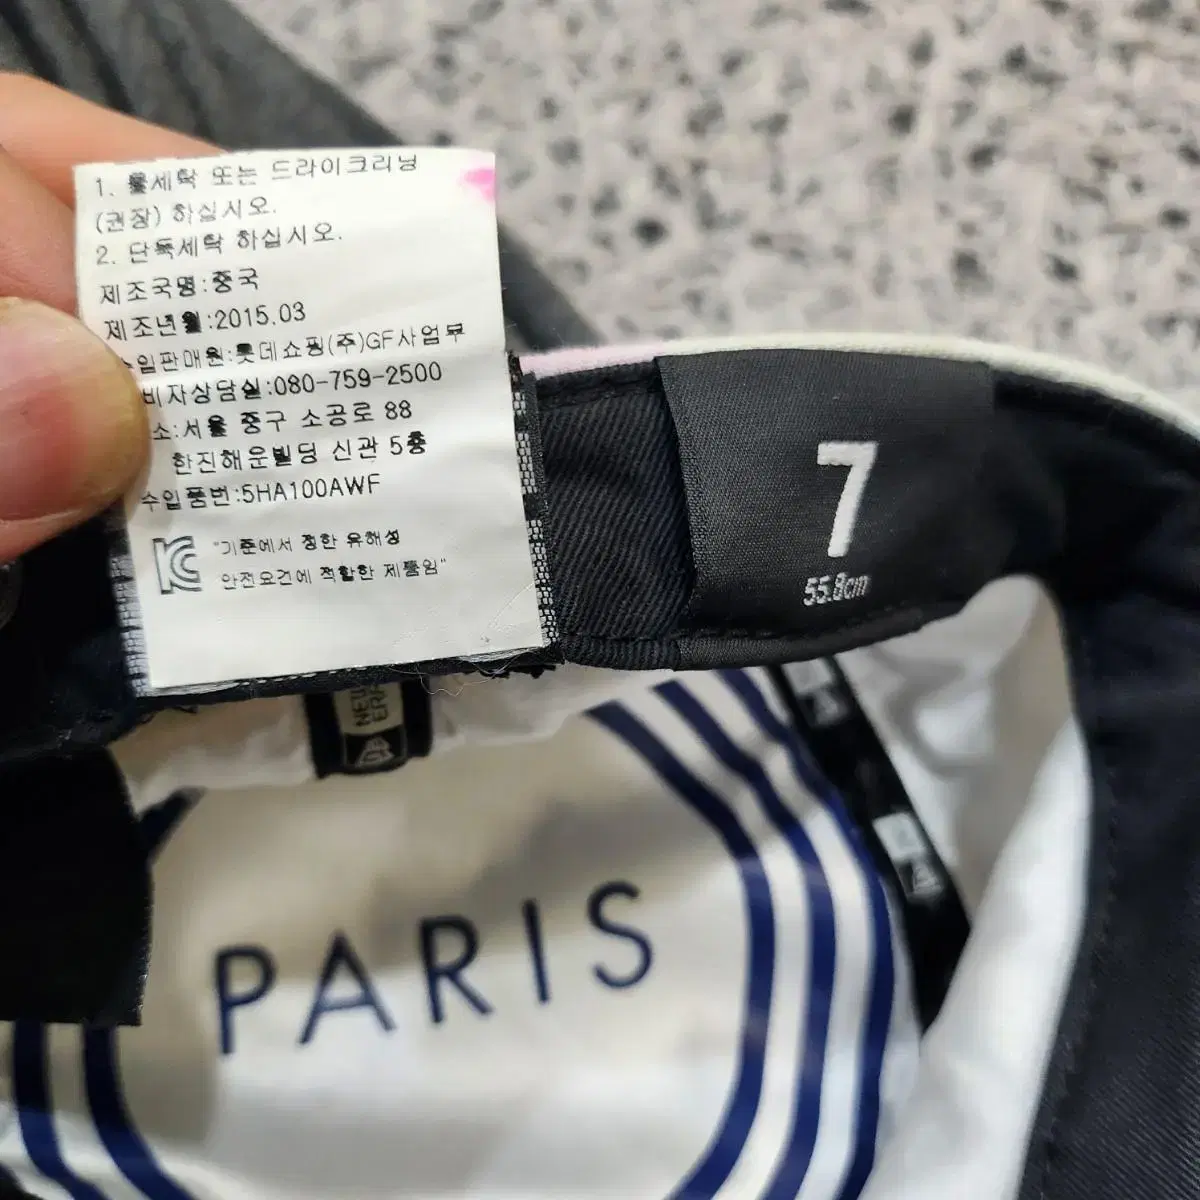 1. 물세탁 또는 드라이크리닝
(권장) 하십시오.
2. 단독세탁 하십시오.
제조국명:중국
제조년월:2015.03
수입판매원:롯데쇼핑(주)GF사업부
비자상담실:080-759-2500
소:서울 중구 소공로 88
한진해운빌딩 신관 5층
수입품번:5HA100AWF
"기준에서 정한 유해성
안전요건에 적합한 제품임"
7
55.8cm
NEW
ERA
PARIS